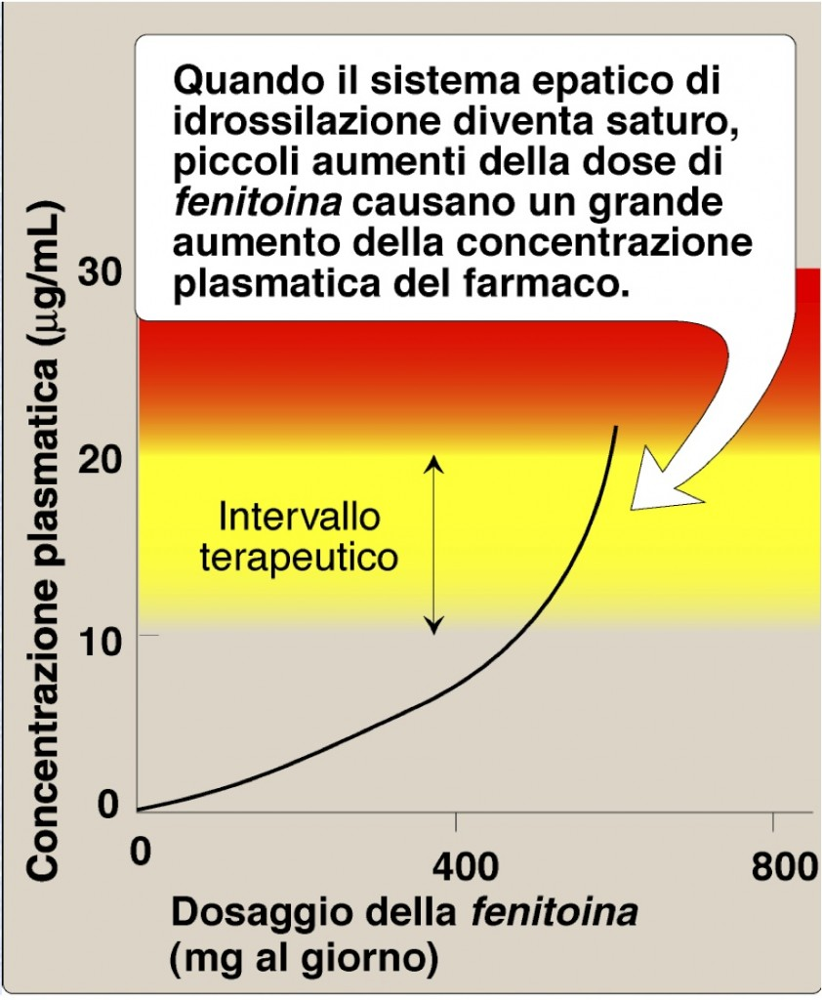 Quando il sistema epatico di
idrossilazione diventa saturo,
piccoli aumenti della dose di
fenitoina causano un grande
aumento della concentrazione
plasmatica del farmaco.
Concentrazione plasmatica (μg/mL)
30
20
10
0
Intervallo
terapeutico
0
400
800
Dosaggio della fenitoina
(mg al giorno)